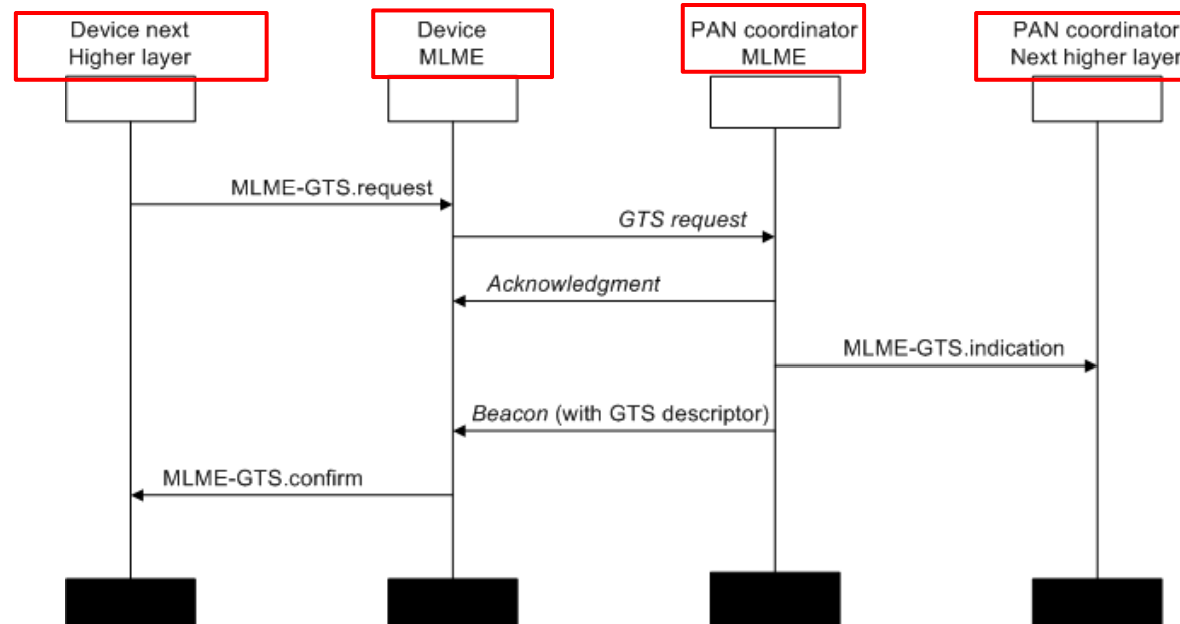 Device next
Higher layer
Device
MLME
PAN coordinator
MLME
PAN coordinator
Next higher layer
MLME-GTS.request
GTS request
Acknowledgment
MLME-GTS.indication
Beacon (with GTS descriptor)
MLME-GTS.confirm